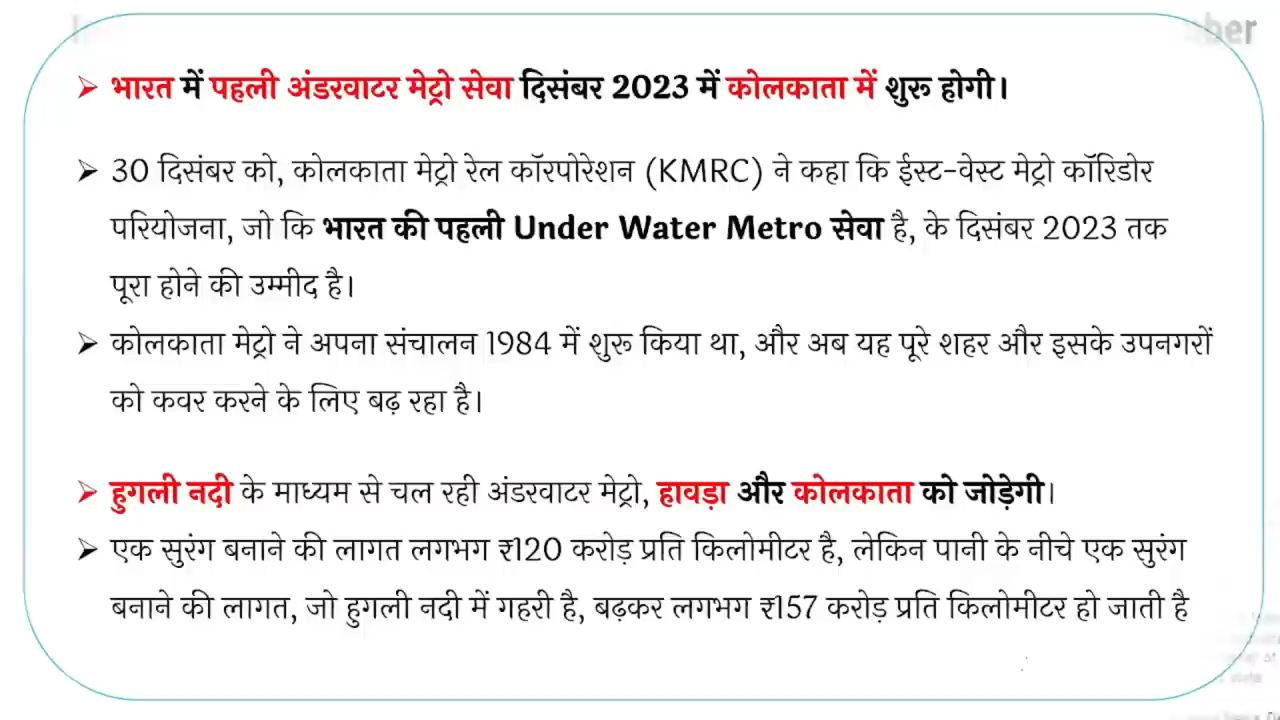 ➢ भारत में पहली अंडरवाटर मेट्रो सेवा दिसंबर 2023 में कोलकाता में शुरू होगी।
➢ 30 दिसंबर को, कोलकाता मेट्रो रेल कॉरपोरेशन (KMRC) ने कहा कि ईस्ट-वेस्ट मेट्रो कॉरिडोर
परियोजना, जो कि भारत की पहली Under Water Metro सेवा है, के दिसंबर 2023 तक
पूरा होने की उम्मीद है।
➢ कोलकाता मेट्रो ने अपना संचालन 1984 में शुरू किया था, और अब यह पूरे शहर और इसके उपनगरों
को कवर करने के लिए बढ़ रहा है।
➢ हुगली नदी के माध्यम से चल रही अंडरवाटर मेट्रो, हावड़ा और कोलकाता को जोड़ेगी।
➢ एक सुरंग बनाने की लागत लगभग ₹120 करोड़ प्रति किलोमीटर है, लेकिन पानी के नीचे एक सुरंग
बनाने की लागत, जो हुगली नदी में गहरी है, बढ़कर लगभग ₹157 करोड़ प्रति किलोमीटर हो जाती है